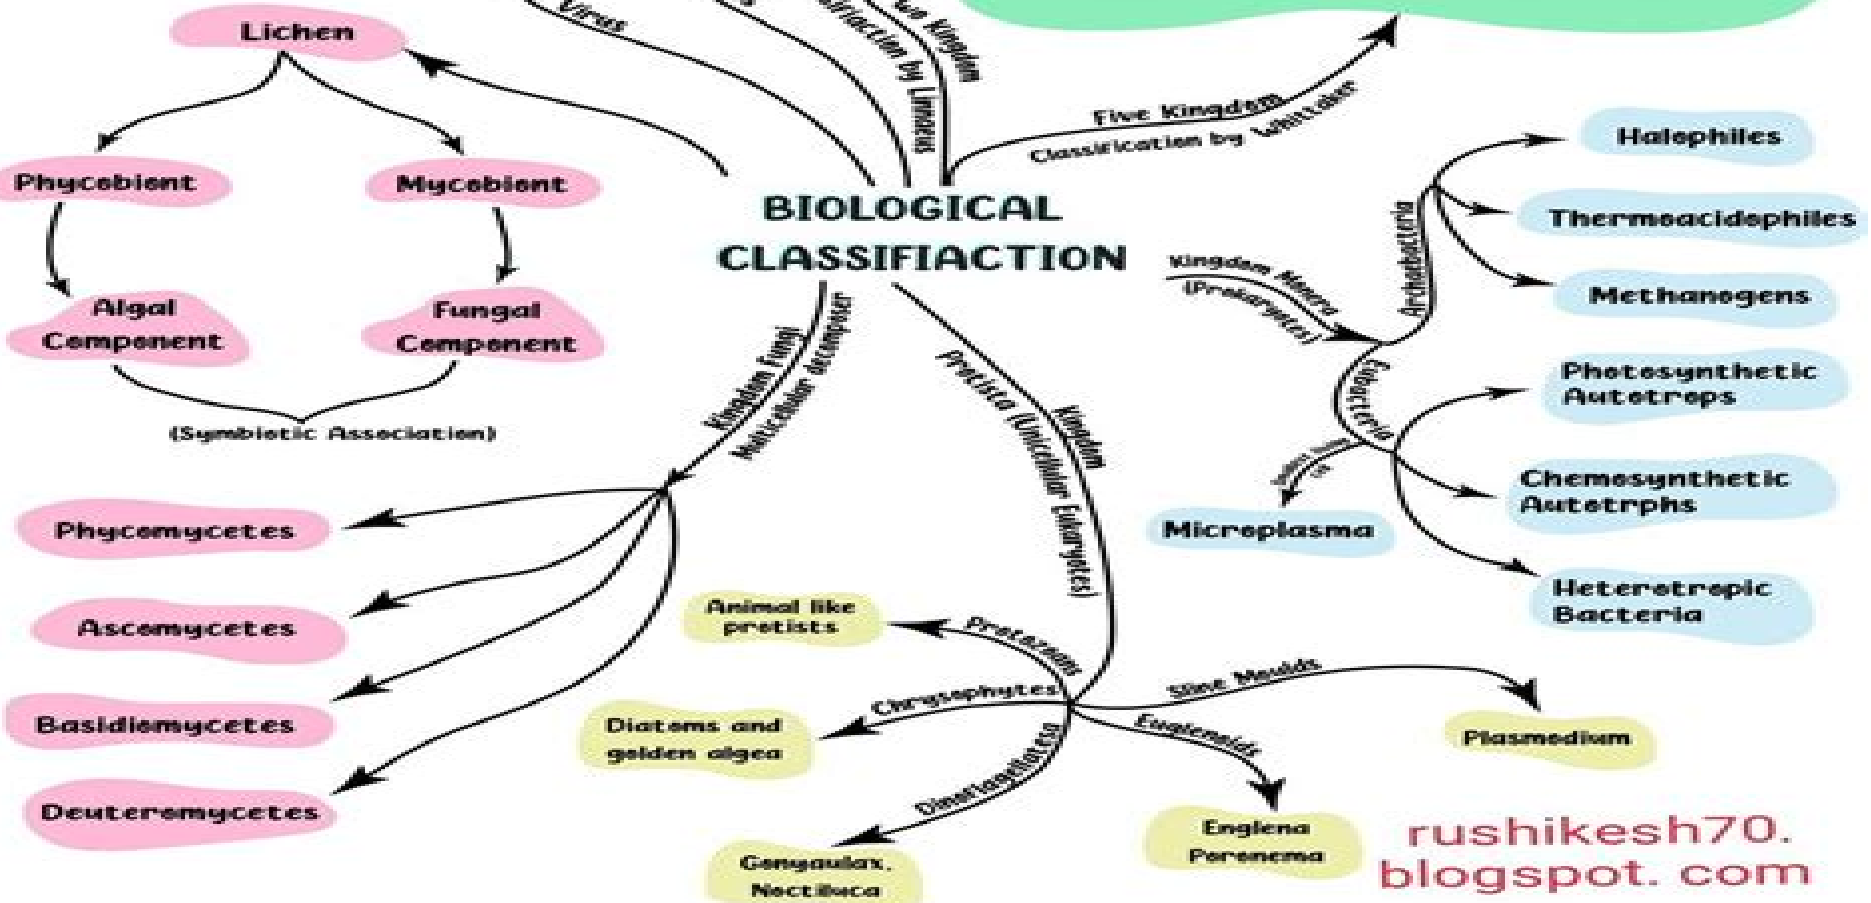 Lichen
Virus
Kingdom
by Linnaeus
Five Kingdom
Classification by Whittaker
Phycobiont
Mycobiont
Algal
Component
Fungal
Component
(Symbiotic Association)
BIOLOGICAL
CLASSIFIACTION
Kingdom Monera
(Prokaryotes)
Archaebacteria
Halophiles
Thermoacidophiles
Methanogens
Eubacteria
Photosynthetic
Autotrops
Chemosynthetic
Autotrphs
Heterotropic
Bacteria
Microplasma
Kingdom Fungi
Multicellular decomposer
Phycomycetes
Ascomycetes
Basidiomycetes
Deuteromycetes
Kingdom
Protista (Unicellular Eukaryotes)
Protozoans
Animal like
protists
Chrysophytes
Diatoms and
golden algea
Dinoflagellates
Gonyaulax,
Noctiluca
Slime Moulds
Plasmodium
Euglenoids
Englena
Paranema
rushikesh70.
blogspot. com